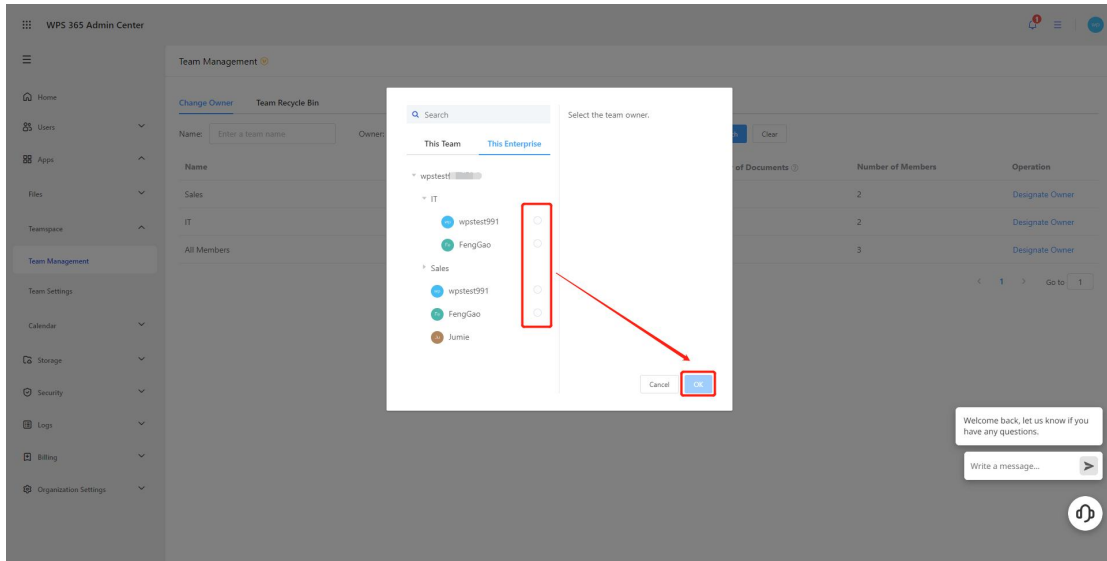 WPS 365 Admin Center
1
Team Management
Home
Users
Apps
Files
Teamspace
Team Management
Team Settings
Calendar
Storage
Security
Logs
Billing
Organization Settings
Change Owner Team Recycle Bin
Name: Enter a team name Owner: Clear
Name of Documents Number of Members Operation
Sales 2 Designate Owner
IT 2 Designate Owner
All Members 3 Designate Owner
1 Go to 1
Search
This Team This Enterprise
IT
wpstest991
FengGao
Sales
wpstest991
FengGao
Jumie
Select the team owner.
Cancel OK
Welcome back, let us know if you
have any questions.
Write a message...